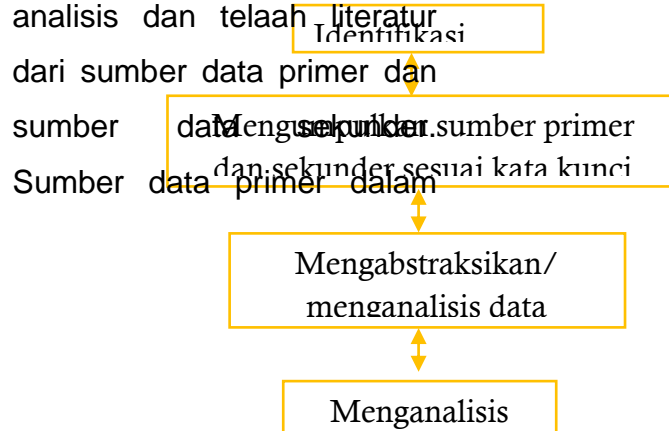 analisis dan telaah literatur
dari sumber data primer dan
sumber data sekunder.
Sumber data primer dalam
Identifikasi
Mengumpulkan sumber primer
dan sekunder sesuai kata kunci
Mengabstraksikan/
menganalisis data
Menganalisis